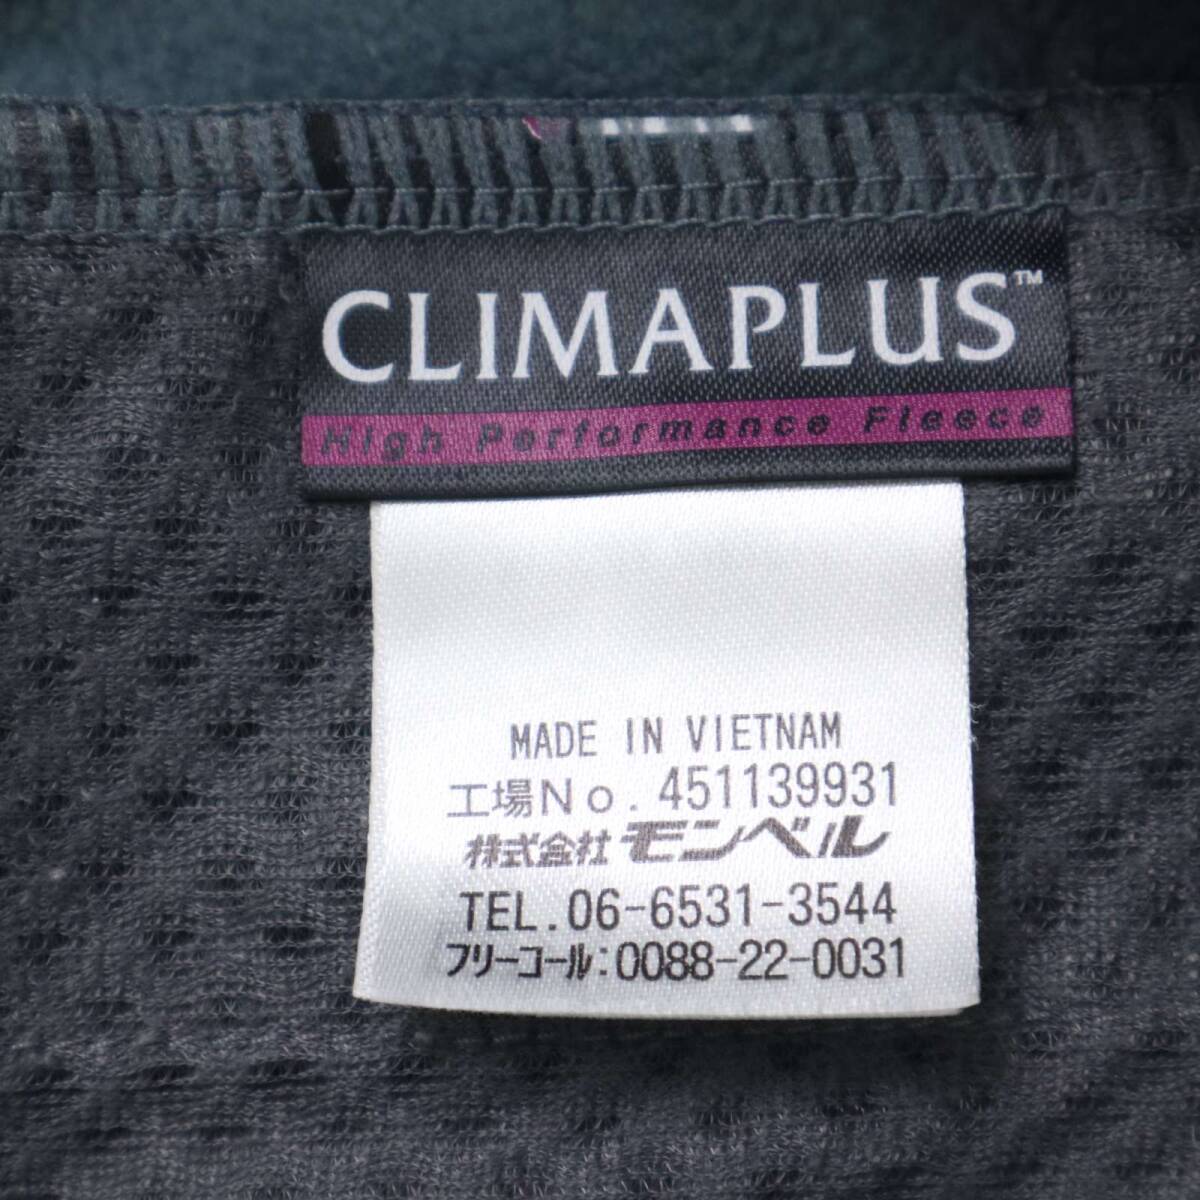 CLIMAPLUS™
High Performance Fleece
MADE IN VIETNAM
工場No.451139931
株式会社モンベル
TEL.06-6531-3544
フリーコール:0088-22-0031